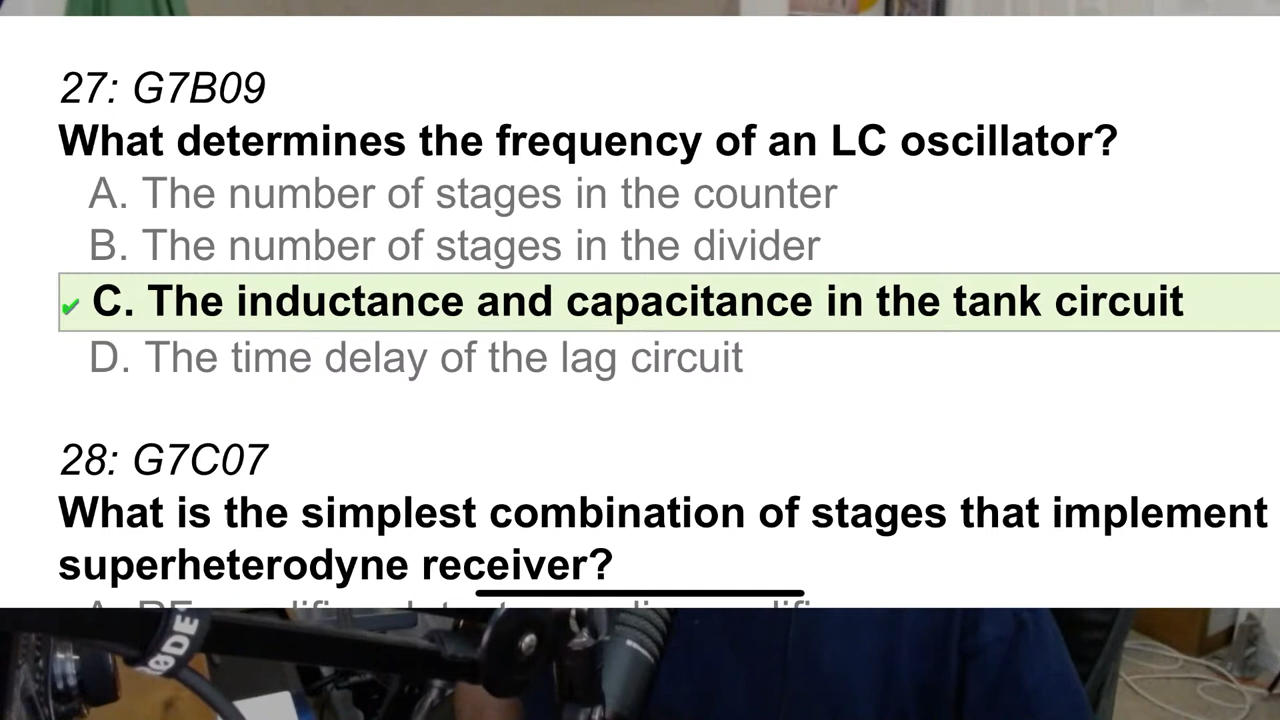 27: G7B09
What determines the frequency of an LC oscillator?
A. The number of stages in the counter
B. The number of stages in the divider
C. The inductance and capacitance in the tank circuit
D. The time delay of the lag circuit
28: G7C07
What is the simplest combination of stages that implement
superheterodyne receiver?
RØDE